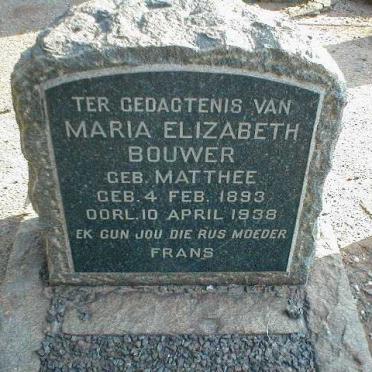 TER GEDAGTENIS VAN
MARIA ELIZABETH
BOUWER
GEB. MATTHEE
GEB. 4 FEB. 1893
OORL. 10 APRIL 1938
EK GUN JOU DIE RUS MOEDER
FRANS